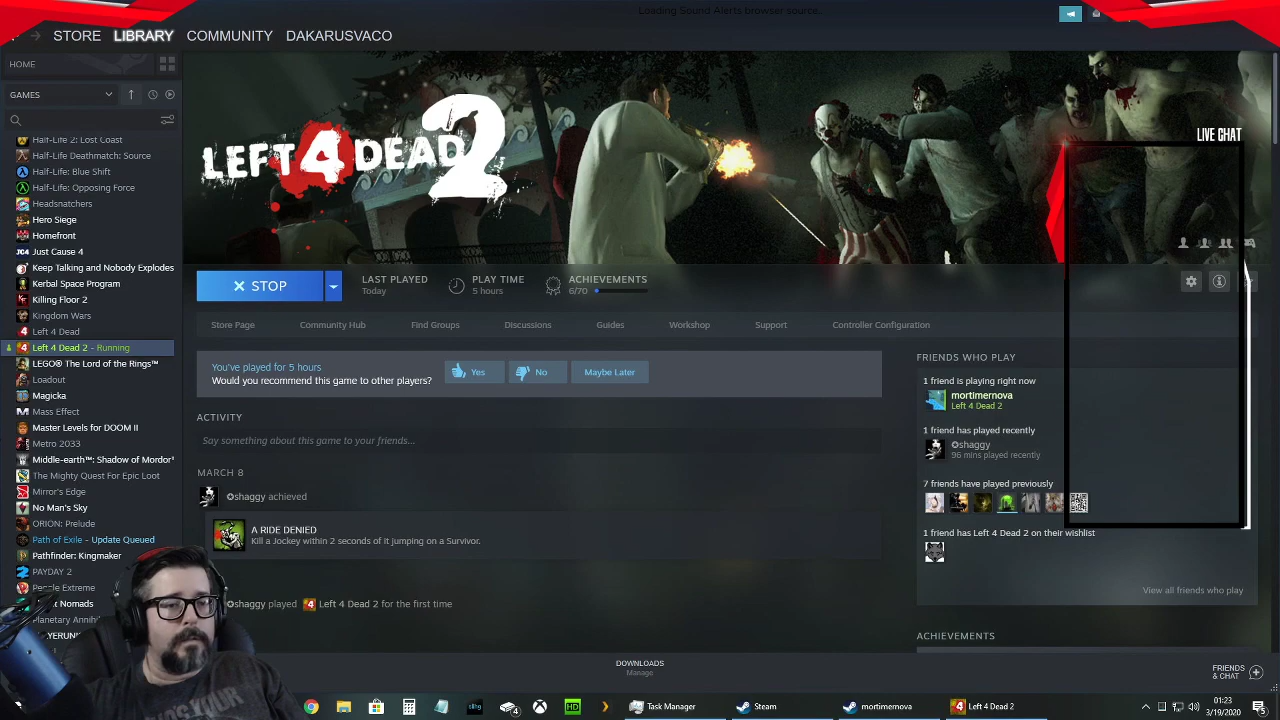 Loading Sound Alerts browser source..
STORE LIBRARY COMMUNITY DAKARUSVACO
HOME
GAMES
Half-Life 2: Lost Coast
Half-Life Deathmatch: Source
Half-Life: Blue Shift
Half-Life: Opposing Force
Headsnatchers
Hero Siege
Homefront
Just Cause 4
Keep Talking and Nobody Explodes
Kerbal Space Program
Killing Floor 2
Kingdom Wars
Left 4 Dead
Left 4 Dead 2 - Running
LEGO® The Lord of the Rings™
Loadout
Magicka
Mass Effect
Master Levels for DOOM II
Metro 2033
Middle-earth™: Shadow of Mordor™
The Mighty Quest For Epic Loot
Mirror's Edge
No Man's Sky
ORION: Prelude
Path of Exile - Update Queued
Pathfinder: Kingmaker
PAYDAY 2
Extreme
Nomads
LEFT 4 DEAD 2
LIVE CHAT
STOP
LAST PLAYED
Today
PLAY TIME
5 hours
ACHIEVEMENTS
6/70
Store Page Community Hub Find Groups Discussions Guides Workshop Support Controller Configuration
You've played for 5 hours
Would you recommend this game to other players?
Yes No Maybe Later
ACTIVITY
Say something about this game to your friends...
MARCH 8
✪shaggy achieved
A RIDE DENIED
Kill a Jockey within 2 seconds of it jumping on a Survivor.
✪shaggy played Left 4 Dead 2 for the first time
FRIENDS WHO PLAY
1 friend is playing right now
mortimernova
Left 4 Dead 2
1 friend has played recently
✪shaggy
96 mins played recently
7 friends have played previously
1 friend has Left 4 Dead 2 on their wishlist
View all friends who play
ACHIEVEMENTS
DOWNLOADS
Manage
FRIENDS
& CHAT
Task Manager
Steam
mortimernova
Left 4 Dead 2
01:23
3/19/2020